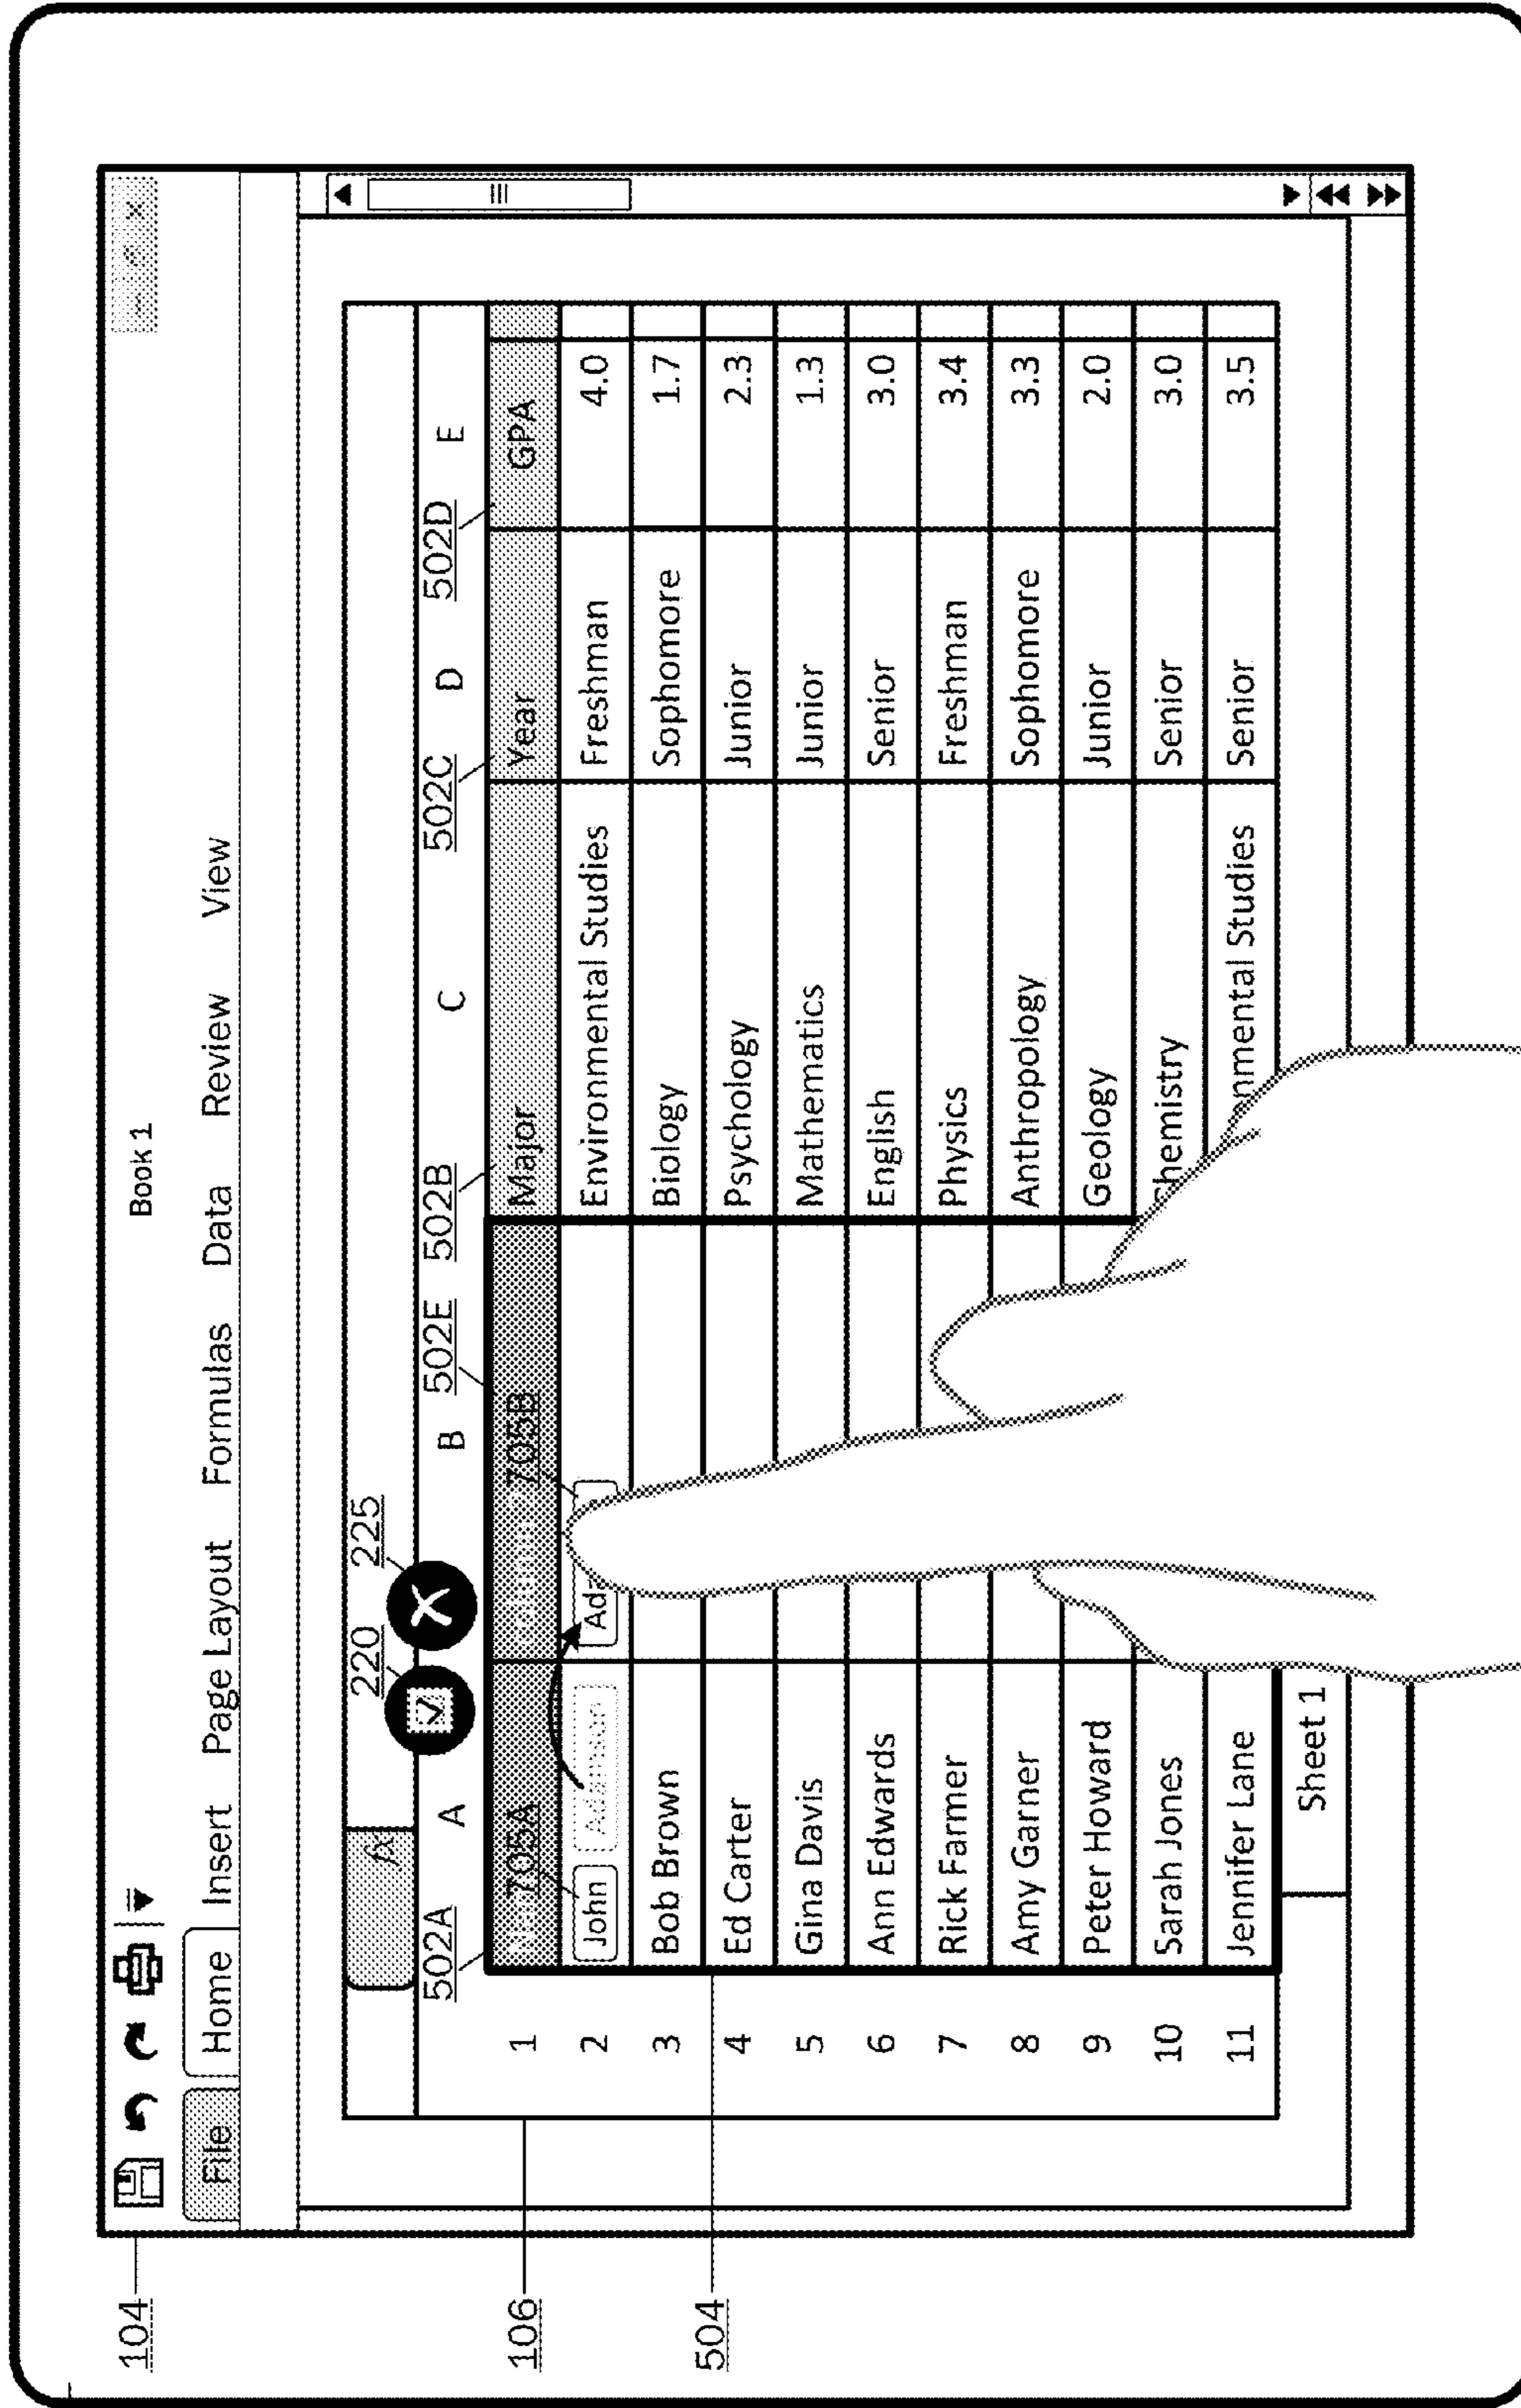 104
Book 1
File Home Insert Page Layout Formulas Data Review View
fx
220 225
502A A B 502E 502B C 502C D 502D E
1 705A 705B Major Year GPA
2 John Adamson Ad Environmental Studies Freshman 4.0
3 Bob Brown Biology Sophomore 1.7
4 Ed Carter Psychology Junior 2.3
5 Gina Davis Mathematics Junior 1.3
6 Ann Edwards English Senior 3.0
7 Rick Farmer Physics Freshman 3.4
8 Amy Garner Anthropology Sophomore 3.3
9 Peter Howard Geology Junior 2.0
10 Sarah Jones hemistry Senior 3.0
11 Jennifer Lane nmental Studies Senior 3.5
Sheet 1
106
504